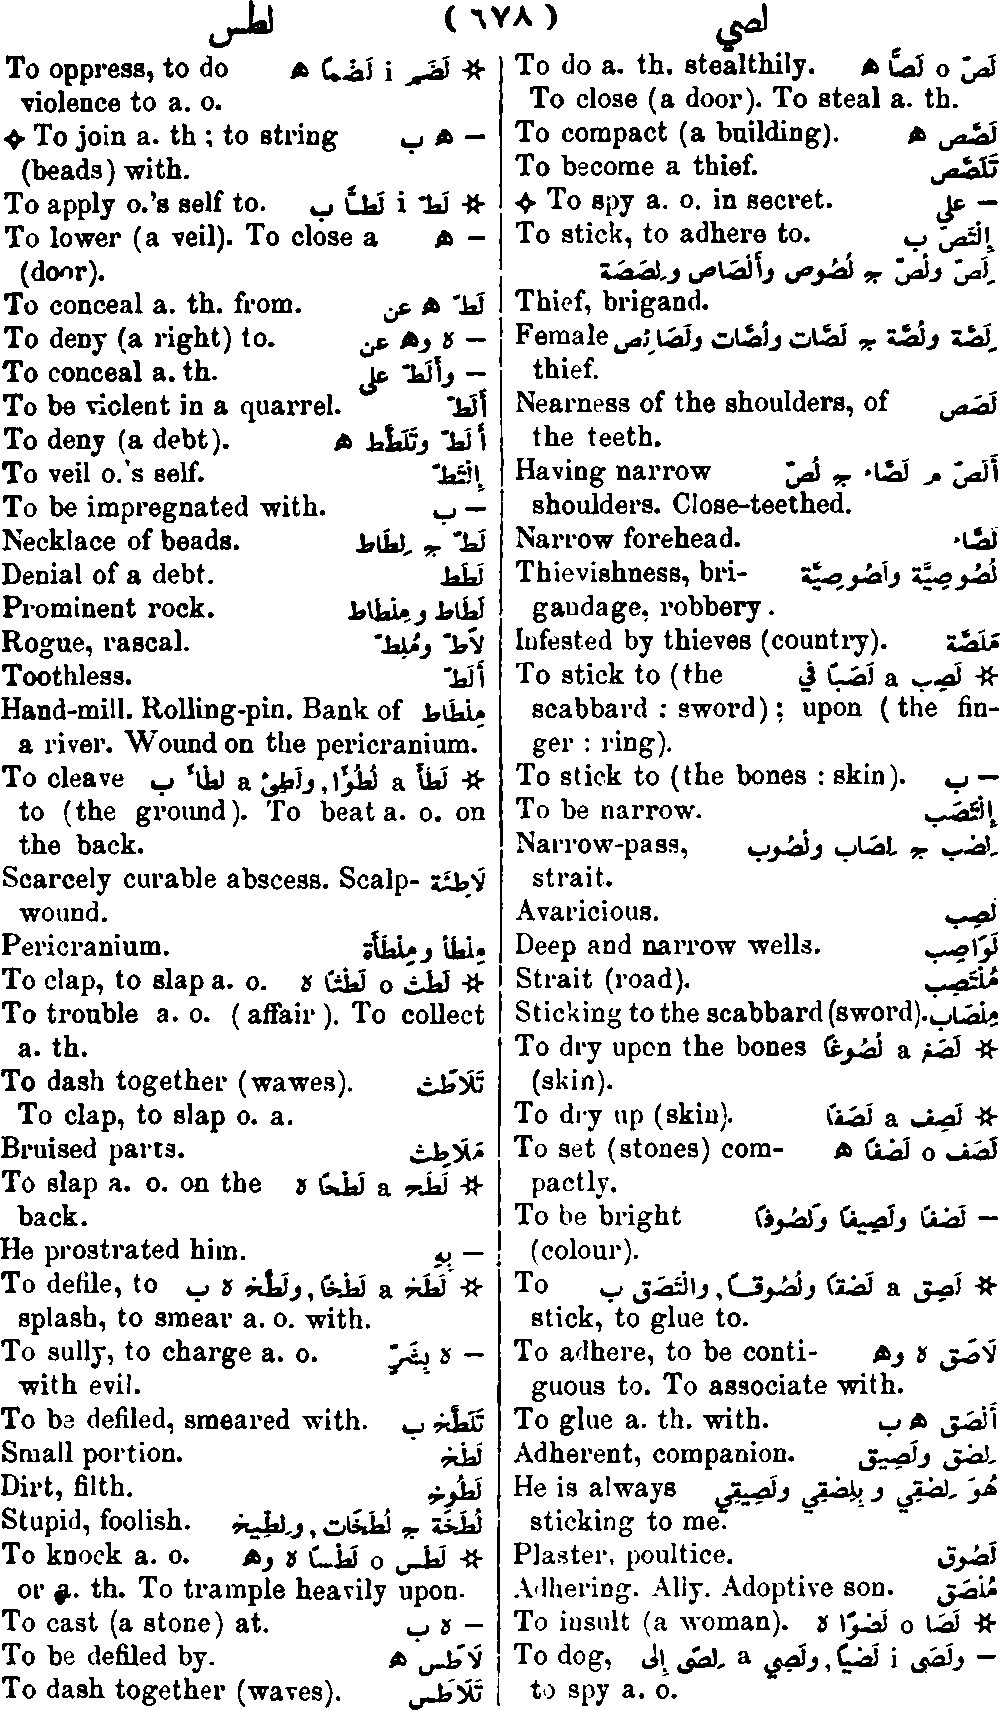 لصي ( ٦٧٨ ) لطس
To do a. th. stealthily. لَصّ o لَصًّا ه
To close (a door). To steal a. th.
To compact (a building). لَصَّص ه
To become a thief. تَلَصَّص
✧ To spy a. o. in secret. — على
To stick, to adhere to. إِلْتَصّ ب
لِصّ ولُصّ ج لُصُوص وأَلْصَاص ولِصَصَة
Thief, brigand.
Female لِصَّة ولُصَّة ج لَصَّات ولُصَّات ولَصَائِص
thief.
Nearness of the shoulders, of لَصَص
the teeth.
Having narrow أَلَصّ م لَصَّاء ج لُصّ
shoulders. Close-teethed.
Narrow forehead. لَصَّاء
Thievishness, bri- لُصُوصِيَّة ولَصُوصِيَّة
gandage, robbery.
Infested by thieves (country). مَلَصَّة
To stick to (the ✲ لَصِب a لَصَبًا في
scabbard : sword); upon (the fin-
ger : ring).
To stick to (the bones : skin). — ب
To be narrow. إِلْتَصَب
Narrow-pass, لِصْب ج لِصَاب ولُصُوب
strait.
Avaricious. لَصِب
Deep and narrow wells. لَوَاصِب
Strait (road). مُلْتَصِب
Sticking to the scabbard (sword). مِلْصَاب
To dry upon the bones ✲ لَصَغ a لُصُوغًا
(skin).
To dry up (skin). ✲ لَصِف a لَصَفًا
To set (stones) com- لَصَف o لَصْفًا ه
pactly.
To be bright — لَصْفًا ولَصِيفًا ولُصُوفًا
(colour).
To ✲ لَصِق a لَصْقًا ولُصُوقًا, والْتَصَق ب
stick, to glue to.
To adhere, to be conti- لَاصَق ه وه
guous to. To associate with.
To glue a. th. with. أَلْصَق ه ب
Adherent, companion. لِصْق ولَصِيق
He is always هُوَ لِصْقِي و بِلِصْقِي ولَصِيقِي
sticking to me.
Plaster, poultice. لَصُوق
Adhering. Ally. Adoptive son. مُلْصَق
To insult (a woman). ✲ لَصَا o لَصْوًا ه
To dog, — ولَصَى i لَصْيًا, ولَصِي a لِصًى إلى
to spy a. o.
To oppress, to do ✲ لَضَم i لَضْمًا ه
violence to a. o.
✧ To join a. th ; to string — ه ب
(beads) with.
To apply o.'s self to. ✲ لَطّ i لَطًّا ب
To lower (a veil). To close a — ه
(door).
To conceal a. th. from. لَطّ ه عن
To deny (a right) to. — ه وه عن
To conceal a. th. — وأَلَطّ على
To be violent in a quarrel. أَلَطّ
To deny (a debt). أَلَطّ وتَلَطَّط ه
To veil o.'s self. إِلْتَطّ
To be impregnated with. — ب
Necklace of beads. لَطّ ج لِطَاط
Denial of a debt. لَطَط
Prominent rock. لَطَاط ومِلْطَاط
Rogue, rascal. لَاطّ ومُلِطّ
Toothless. أَلَطّ
Hand-mill. Rolling-pin. Bank of مِلْطَاط
a river. Wound on the pericranium.
To cleave ✲ لَطَأَ a لُطُوءًا, ولَطِئَ a لَطَأً ب
to (the ground). To beat a. o. on
the back.
Scarcely curable abscess. Scalp- لَاطِئَة
wound.
Pericranium. مِلْطَأ ومِلْطَأَة
To clap, to slap a. o. ✲ لَطَث o لَطْثًا ه
To trouble a. o. (affair). To collect
a. th.
To dash together (wawes). تَلَاطَث
To clap, to slap o. a.
Bruised parts. مَلَاطِث
To slap a. o. on the ✲ لَطَح a لَطْحًا ه
back.
He prostrated him. — بِهِ
To defile, to ✲ لَطَخ a لَطْخًا, ولَطَّخ ه ب
splash, to smear a. o. with.
To sully, to charge a. o. — ه بِشَرّ
with evil.
To be defiled, smeared with. تَلَطَّخ ب
Small portion. لَطْخ
Dirt, filth. لَطُوخ
Stupid, foolish. لُطَخَة ج لُطَخَات, ولِطِّيخ
To knock a. o. ✲ لَطَس o لَطْسًا ه وه
or a. th. To trample heavily upon.
To cast (a stone) at. — ه ب
To be defiled by. لَاطَس ه
To dash together (waves). تَلَاطَس